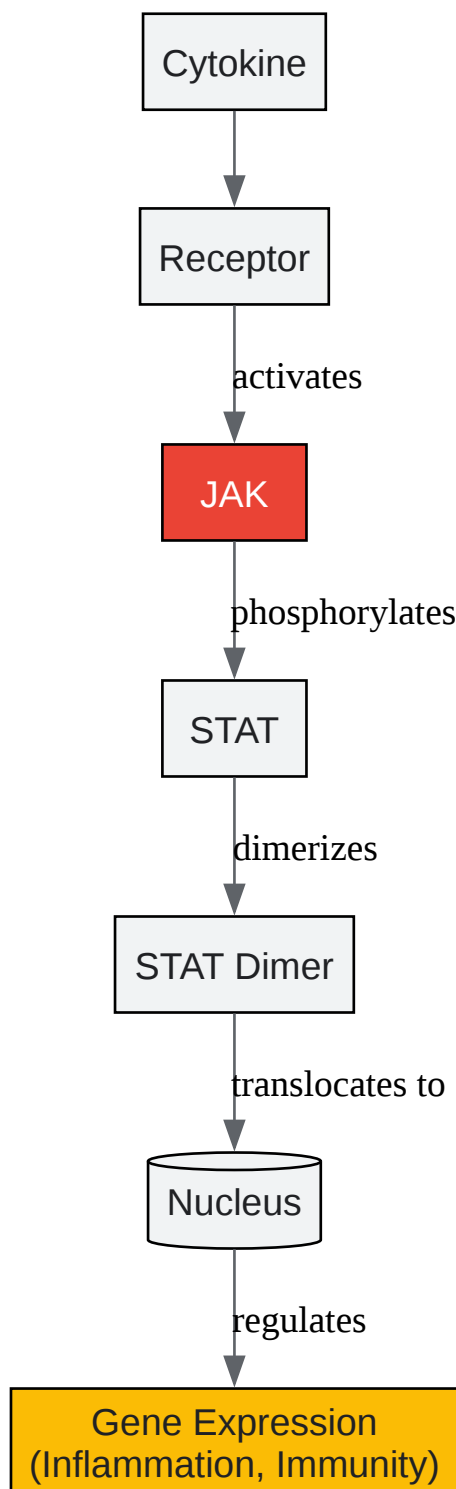 Cytokine
Receptor
activates
JAK
phosphorylates
STAT
dimerizes
STAT Dimer
translocates to
Nucleus
regulates
Gene Expression
(Inflammation, Immunity)